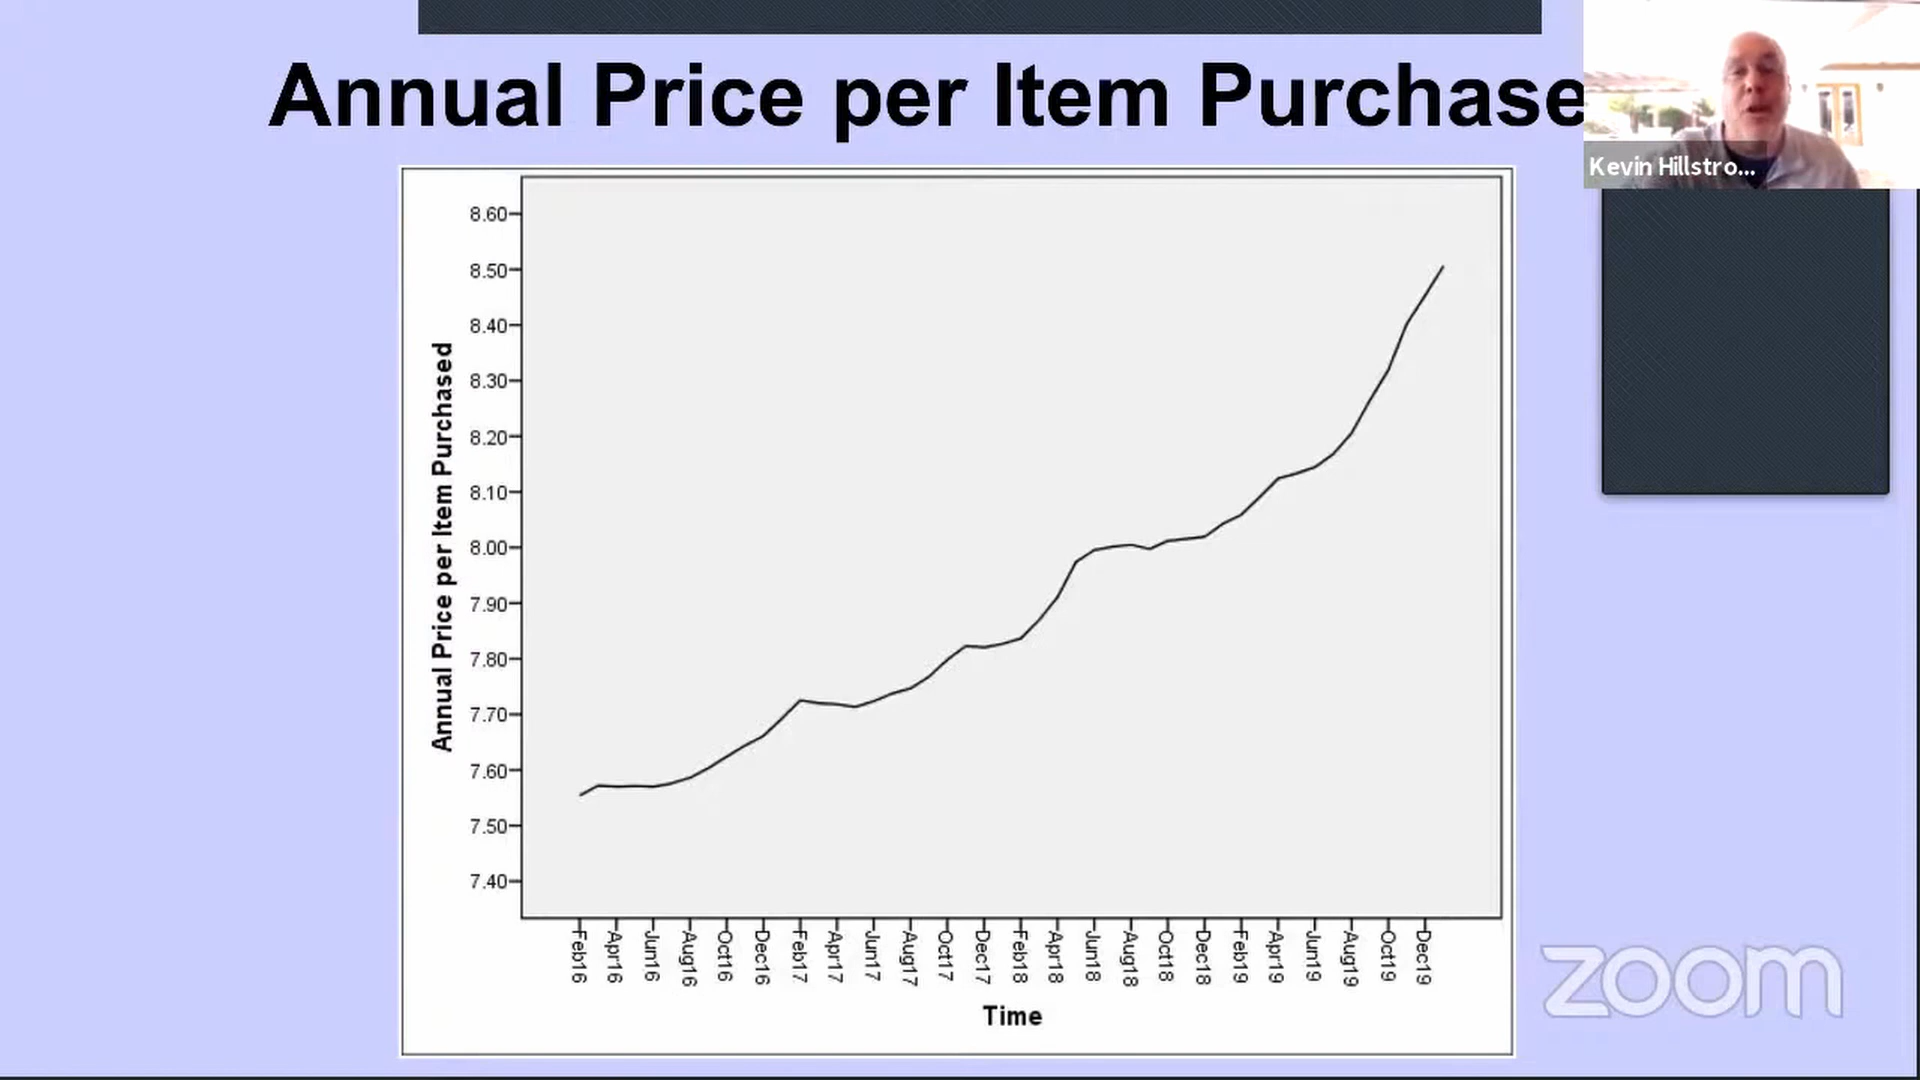 Annual Price per Item Purchase
Kevin Hillstro...
8.60
8.50
8.40
8.30
8.20
8.10
8.00
7.90
7.80
7.70
7.60
7.50
7.40
Annual Price per Item Purchased
Feb16
Apr16
Jun16
Aug16
Oct16
Dec16
Feb17
Apr17
Jun17
Aug17
Oct17
Dec17
Feb18
Apr18
Jun18
Aug18
Oct18
Dec18
Feb19
Apr19
Jun19
Aug19
Oct19
Dec19
Time
zoom